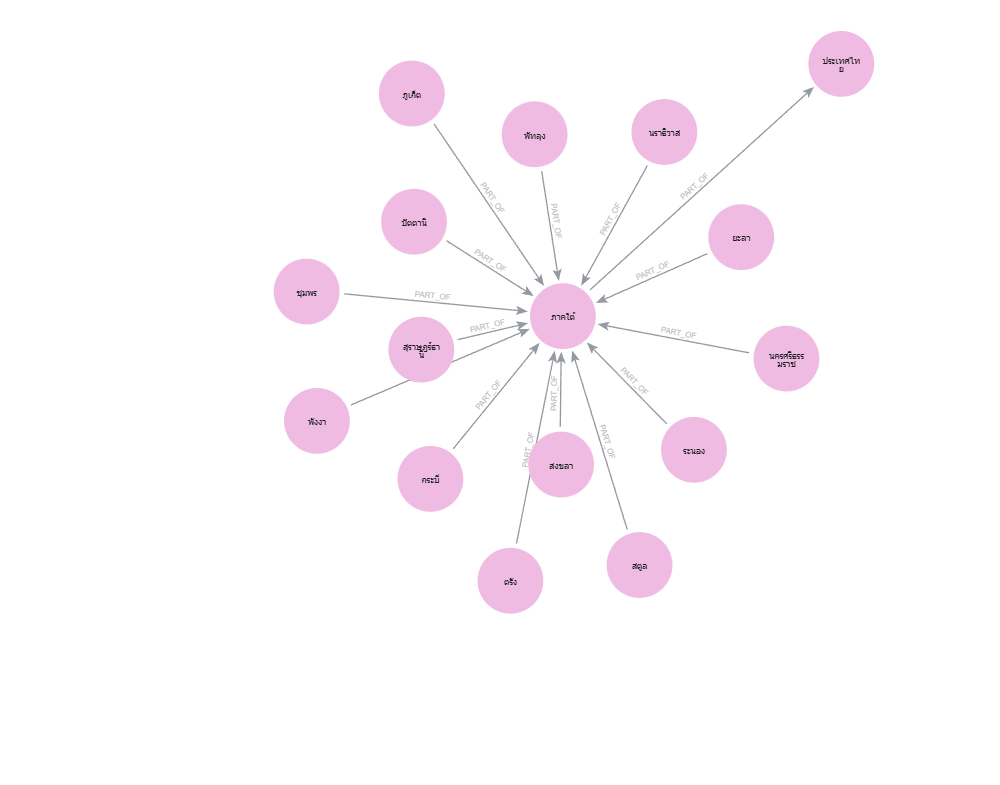 ประเทศไท
ย
ภูเก็ต
พัทลุง
นราธิวาส
PART_OF
PART_OF
PART_OF
PART_OF
ปัตตานี
ยะลา
PART_OF
PART_OF
ชุมพร
PART_OF
ภาคใต้
PART_OF
PART_OF
สุราษฎร์ธา
นี
นครศรีธรร
มราช
PART_OF
PART_OF
PART_OF
พังงา
PART_OF
PART_OF
ระนอง
สงขลา
กระบี่
สตูล
ตรัง